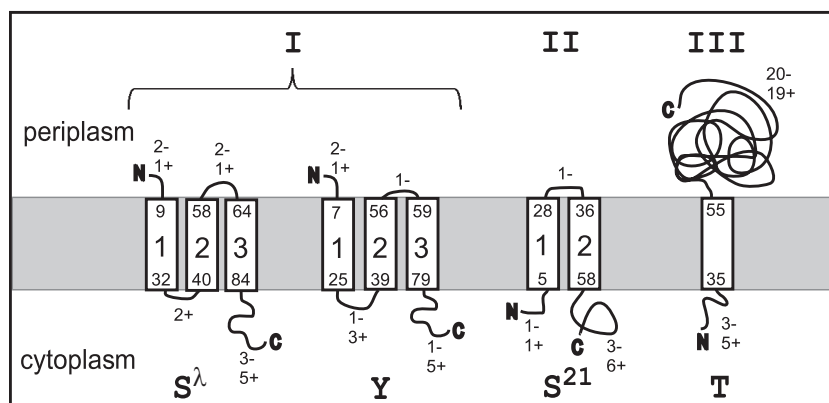 I II III
periplasm
N 2-
1+
2-
1+
N 2-
1+
1-
1-
C 20-
19+
9 58 64 7 56 59 28 36 55
1 2 3 1 2 3 1 2
32 40 84 25 39 79 5 58 35
2+
C
3-
5+
1-
3+
C
1-
5+
N 1-
1+
C 3-
6+
N 3-
5+
cytoplasm
Sλ Y S21 T